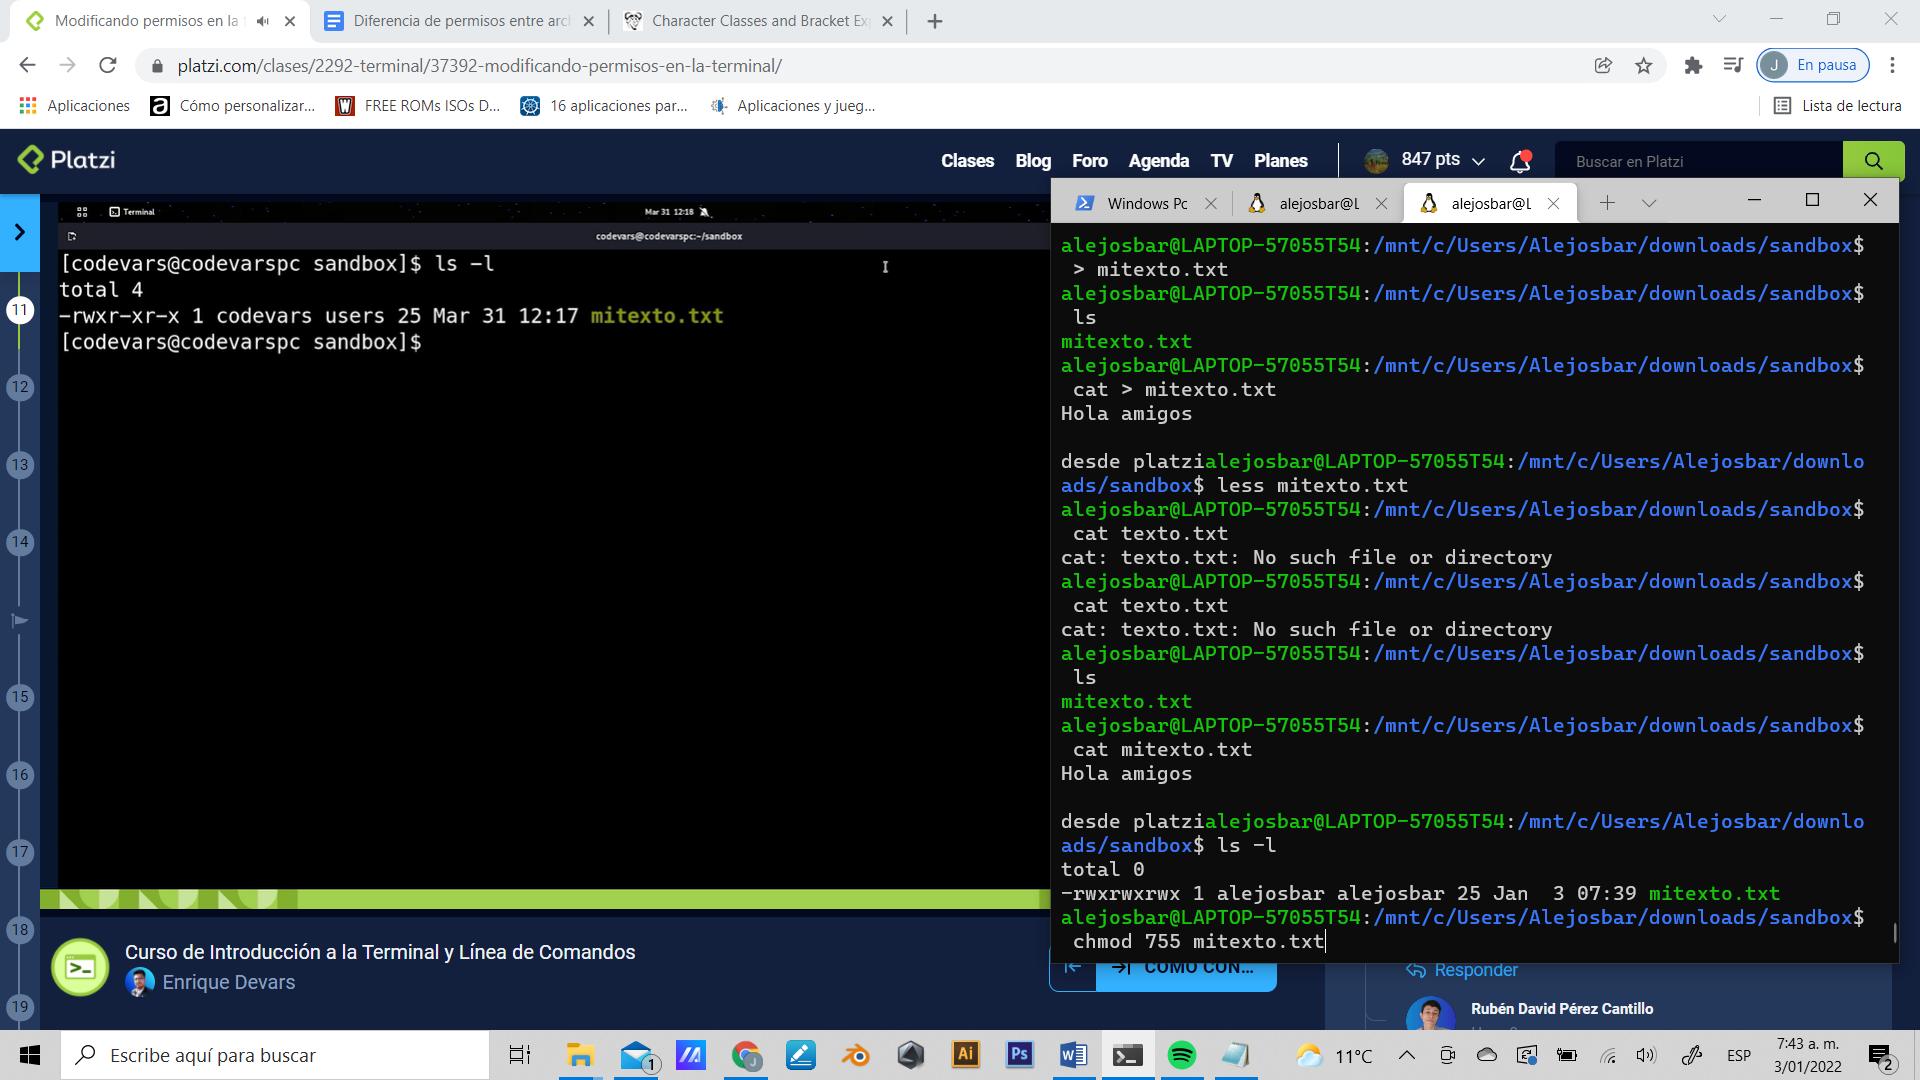 Modificando permisos en la
Diferencia de permisos entre arc
Character Classes and Bracket Ex
platzi.com/clases/2292-terminal/37392-modificando-permisos-en-la-terminal/
J En pausa
Aplicaciones
Cómo personalizar...
FREE ROMs ISOs D...
16 aplicaciones par...
Aplicaciones y jueg...
Lista de lectura
Platzi
Clases Blog Foro Agenda TV Planes
847 pts
Buscar en Platzi
Terminal
Mar 31 12:18
codevars@codevarspc:~/sandbox
[codevars@codevarspc sandbox]$ ls -l
total 4
-rwxr-xr-x 1 codevars users 25 Mar 31 12:17 mitexto.txt
[codevars@codevarspc sandbox]$
11
12
13
14
15
16
17
18
19
Windows Pc
alejosbar@L
alejosbar@L
alejosbar@LAPTOP-57055T54:/mnt/c/Users/Alejosbar/downloads/sandbox$
> mitexto.txt
alejosbar@LAPTOP-57055T54:/mnt/c/Users/Alejosbar/downloads/sandbox$
ls
mitexto.txt
alejosbar@LAPTOP-57055T54:/mnt/c/Users/Alejosbar/downloads/sandbox$
cat > mitexto.txt
Hola amigos
desde platzialejosbar@LAPTOP-57055T54:/mnt/c/Users/Alejosbar/downlo
ads/sandbox$ less mitexto.txt
alejosbar@LAPTOP-57055T54:/mnt/c/Users/Alejosbar/downloads/sandbox$
cat texto.txt
cat: texto.txt: No such file or directory
alejosbar@LAPTOP-57055T54:/mnt/c/Users/Alejosbar/downloads/sandbox$
cat texto.txt
cat: texto.txt: No such file or directory
alejosbar@LAPTOP-57055T54:/mnt/c/Users/Alejosbar/downloads/sandbox$
ls
mitexto.txt
alejosbar@LAPTOP-57055T54:/mnt/c/Users/Alejosbar/downloads/sandbox$
cat mitexto.txt
Hola amigos
desde platzialejosbar@LAPTOP-57055T54:/mnt/c/Users/Alejosbar/downlo
ads/sandbox$ ls -l
total 0
-rwxrwxrwx 1 alejosbar alejosbar 25 Jan  3 07:39 mitexto.txt
alejosbar@LAPTOP-57055T54:/mnt/c/Users/Alejosbar/downloads/sandbox$
chmod 755 mitexto.txt
Curso de Introducción a la Terminal y Línea de Comandos
Enrique Devars
CÓMO CON...
Responder
Rubén David Pérez Cantillo
Escribe aquí para buscar
1
J
Ai
Ps
11°C
ESP
7:43 a. m.
3/01/2022
2